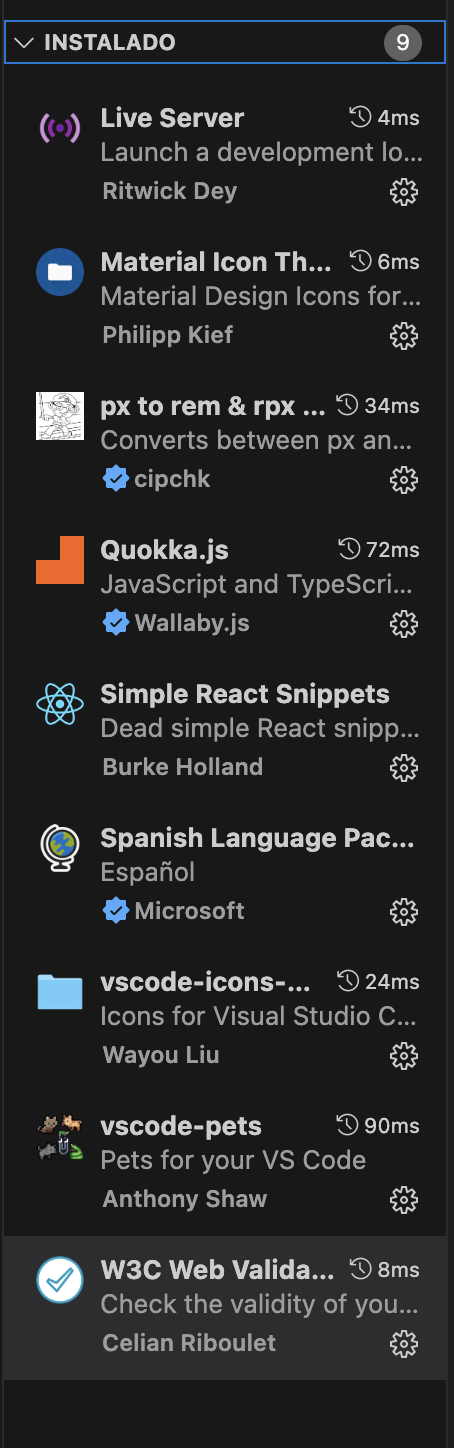 INSTALADO 9
Live Server 4ms
Launch a development lo...
Ritwick Dey
Material Icon Th... 6ms
Material Design Icons for...
Philipp Kief
px to rem & rpx ... 34ms
Converts between px an...
cipchk
Quokka.js 72ms
JavaScript and TypeScri...
Wallaby.js
Simple React Snippets
Dead simple React snipp...
Burke Holland
Spanish Language Pac...
Español
Microsoft
vscode-icons-... 24ms
Icons for Visual Studio C...
Wayou Liu
vscode-pets 90ms
Pets for your VS Code
Anthony Shaw
W3C Web Valida... 8ms
Check the validity of you...
Celian Riboulet